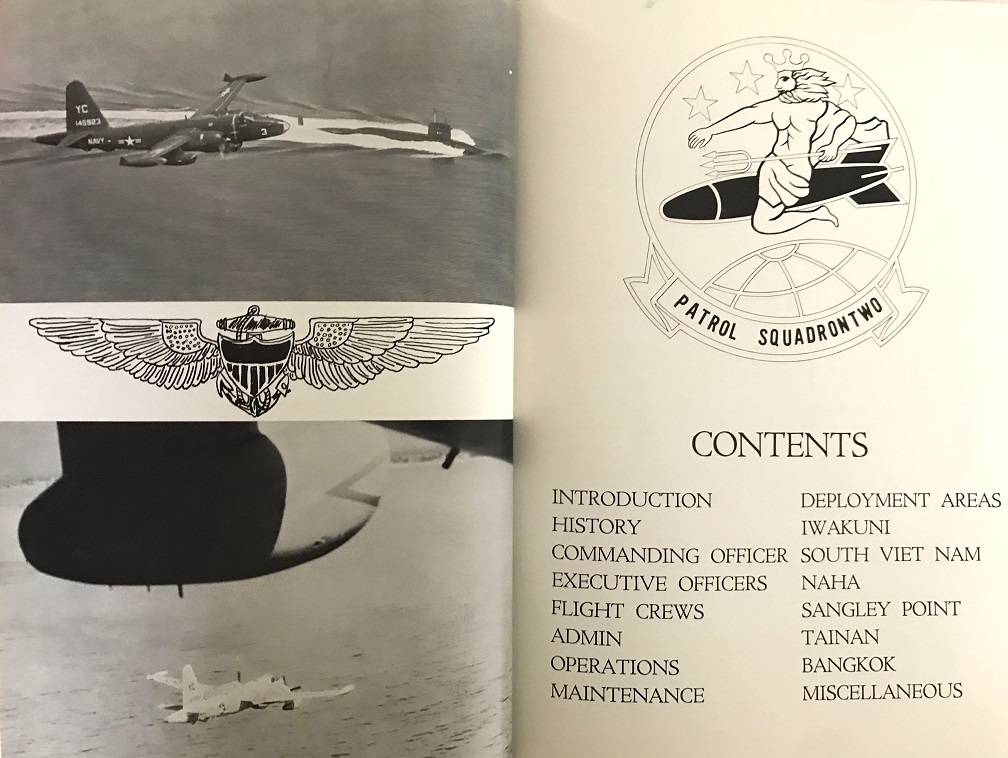 YC
145923
NAVY
3
PATROL SQUADRONTWO
CONTENTS
INTRODUCTION
HISTORY
COMMANDING OFFICER
EXECUTIVE OFFICERS
FLIGHT CREWS
ADMIN
OPERATIONS
MAINTENANCE
DEPLOYMENT AREAS
IWAKUNI
SOUTH VIET NAM
NAHA
SANGLEY POINT
TAINAN
BANGKOK
MISCELLANEOUS